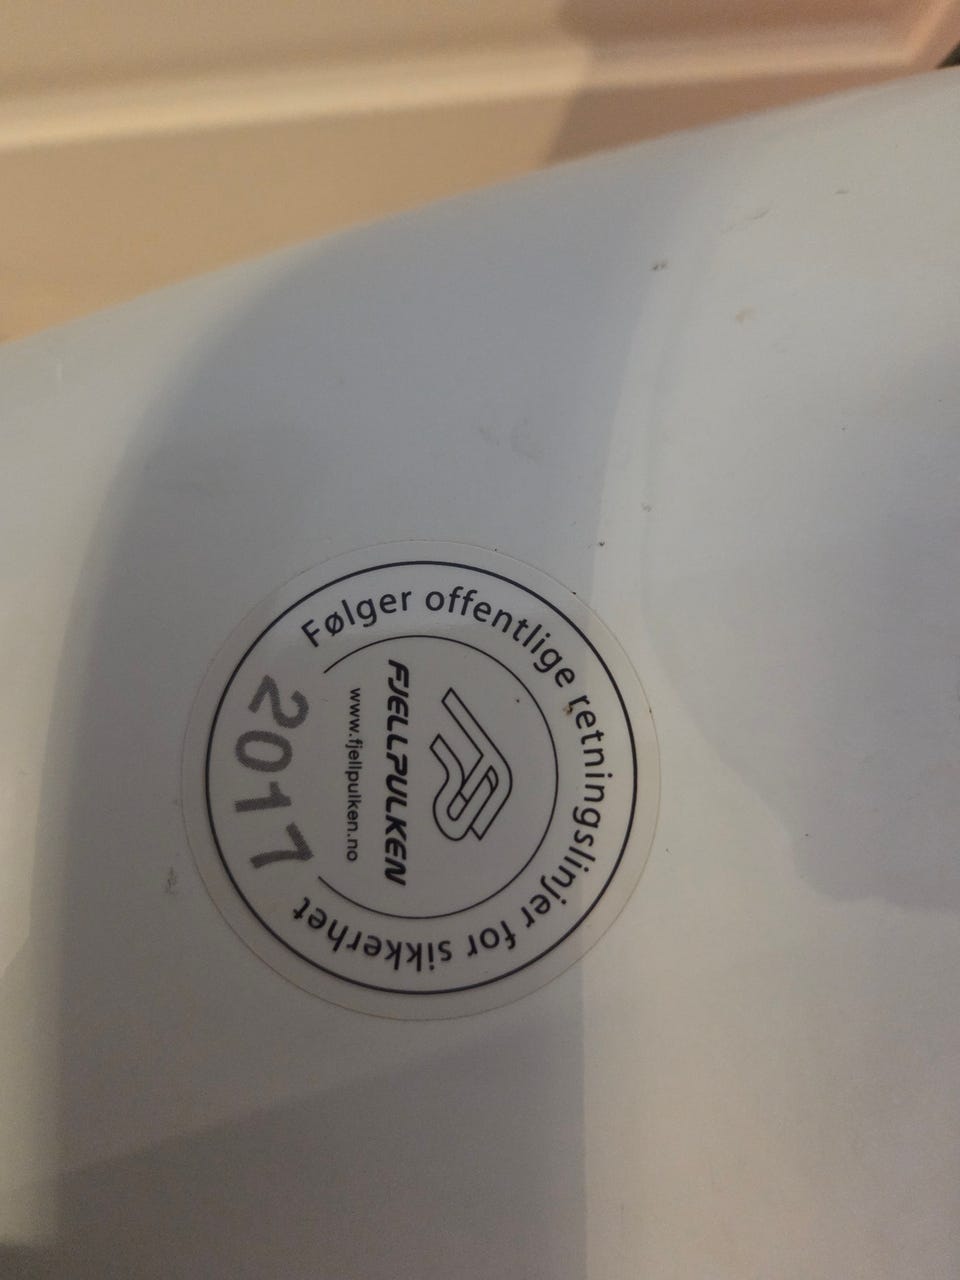 Følger offentlige retningslinjer for sikkerhet
FJELLPULKEN
www.fjellpulken.no
2017